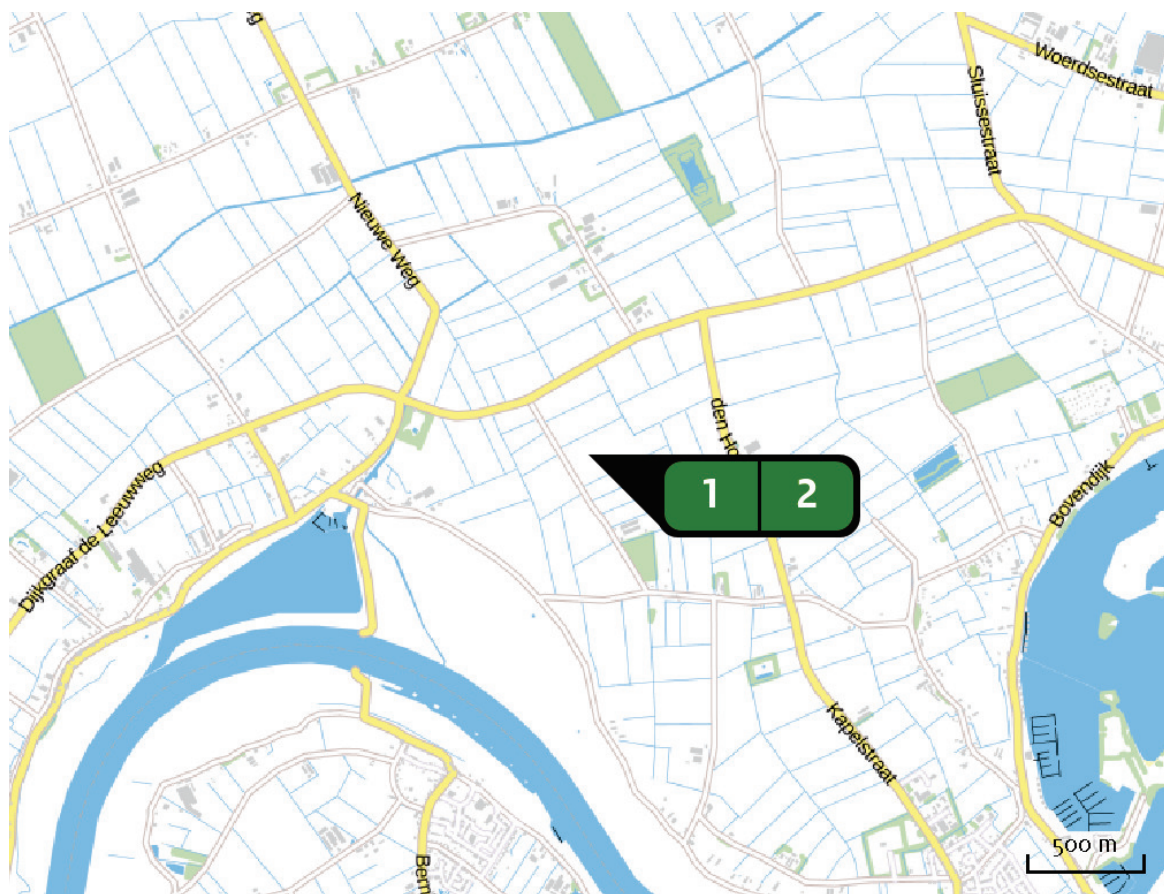 Woerdsestraat
Sluissestraat
Nieuwe Weg
den Ho
1 2
Bovendijk
Dijkgraaf de Leeuwweg
Kapelstraat
Bem
500 m